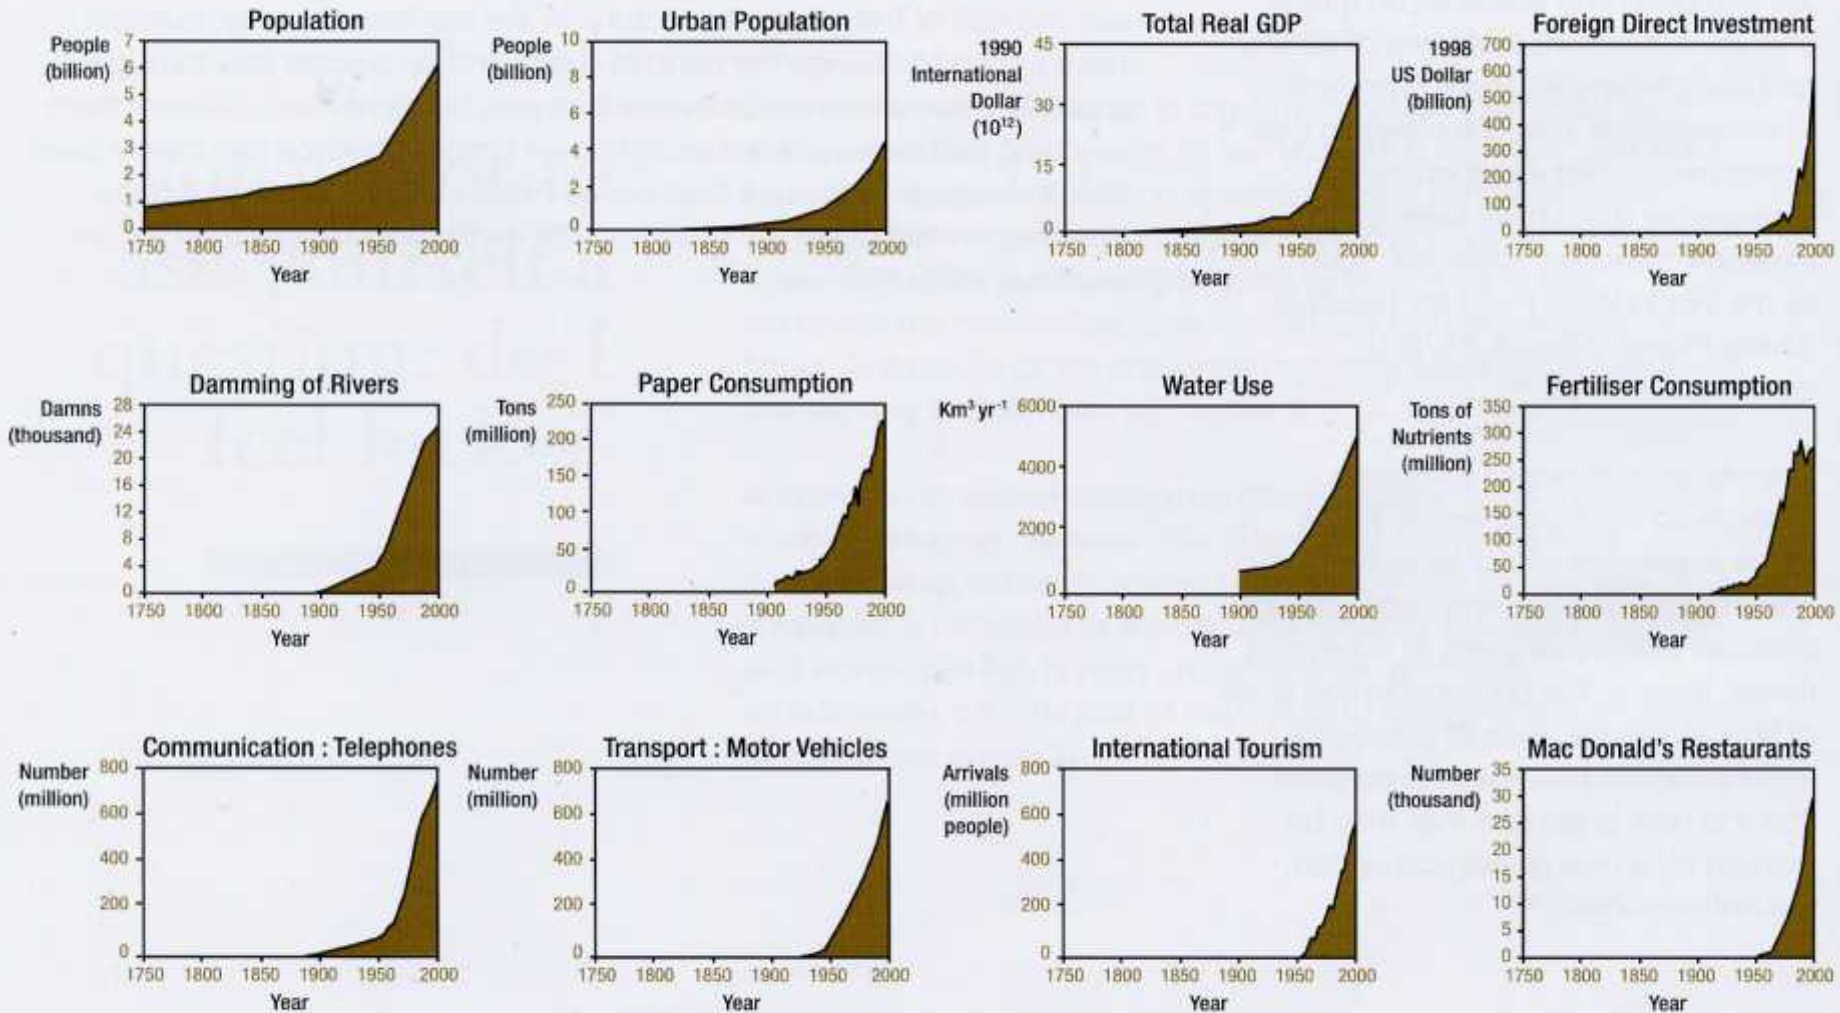 Population
People
(billion)
7
6
5
4
3
2
1
0
1750 1800 1850 1900 1950 2000
Year
Urban Population
People
(billion)
10
8
6
4
2
0
1750 1800 1850 1900 1950 2000
Year
Total Real GDP
1990
International
Dollar
(10¹²)
45
30
15
0
1750 1800 1850 1900 1950 2000
Year
Foreign Direct Investment
1998
US Dollar
(billion)
700
600
500
400
300
200
100
0
1750 1800 1850 1900 1950 2000
Year
Damming of Rivers
Damns
(thousand)
28
24
20
16
12
8
4
0
1750 1800 1850 1900 1950 2000
Year
Paper Consumption
Tons
(million)
250
200
150
100
50
0
1750 1800 1850 1900 1950 2000
Year
Water Use
Km³ yr⁻¹
6000
4000
2000
0
1750 1800 1850 1900 1950 2000
Year
Fertiliser Consumption
Tons of
Nutrients
(million)
350
300
250
200
150
100
50
0
1750 1800 1850 1900 1950 2000
Year
Communication : Telephones
Number
(million)
800
600
400
200
0
1750 1800 1850 1900 1950 2000
Year
Transport : Motor Vehicles
Number
(million)
800
600
400
200
0
1750 1800 1850 1900 1950 2000
Year
International Tourism
Arrivals
(million
people)
800
600
400
200
0
1750 1800 1850 1900 1950 2000
Year
Mac Donald's Restaurants
Number
(thousand)
35
30
25
20
15
10
5
0
1750 1800 1850 1900 1950 2000
Year